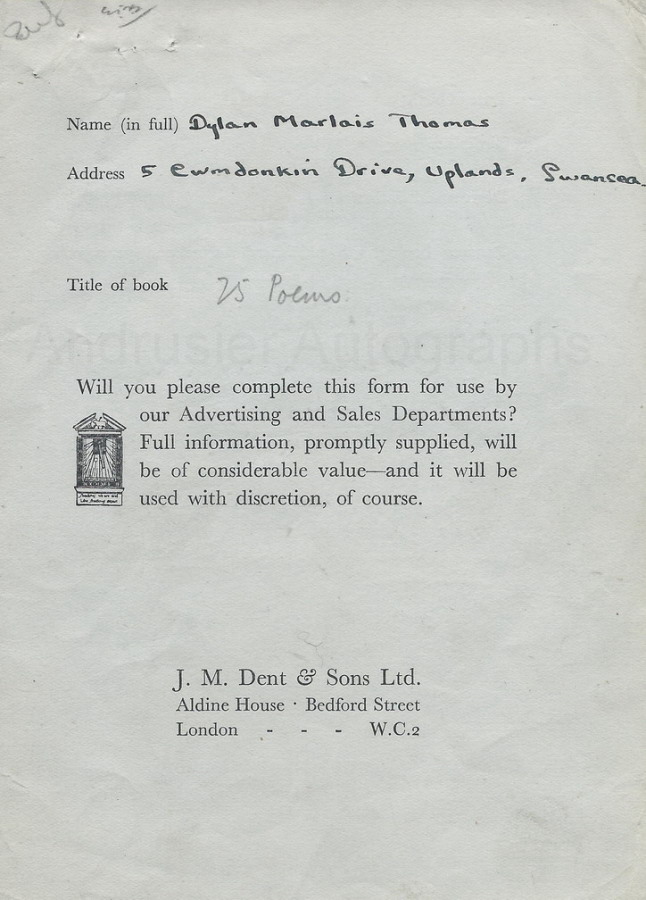 Name (in full) Dylan Marlais Thomas
Address 5 Cwmdonkin Drive, Uplands, Swansea
Title of book 25 Poems.
Andrusier Autographs
Will you please complete this form for use by
our Advertising and Sales Departments?
Full information, promptly supplied, will
be of considerable value—and it will be
used with discretion, of course.
J. M. Dent & Sons Ltd.
Aldine House · Bedford Street
London - - - W.C.2